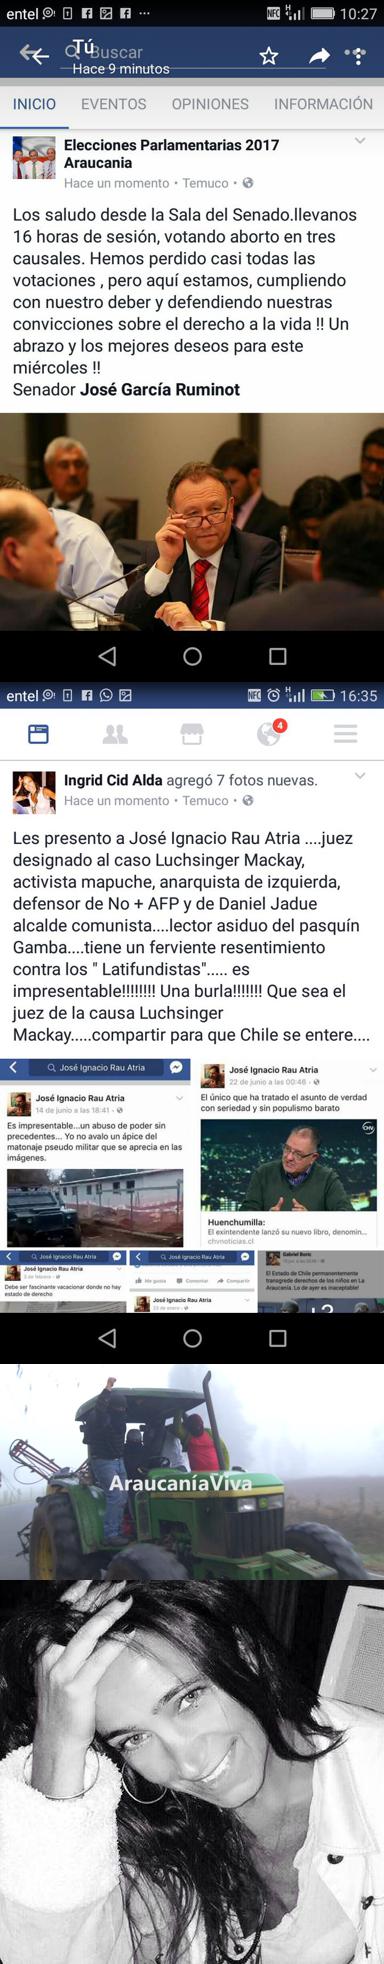 entel
10:27
Buscar
Tú
Hace 9 minutos
INICIO EVENTOS OPINIONES INFORMACIÓN
Elecciones Parlamentarias 2017
Araucania
Hace un momento • Temuco •
Los saludo desde la Sala del Senado.llevanos
16 horas de sesión, votando aborto en tres
causales. Hemos perdido casi todas las
votaciones , pero aquí estamos, cumpliendo
con nuestro deber y defendiendo nuestras
convicciones sobre el derecho a la vida !! Un
abrazo y los mejores deseos para este
miércoles !!
Senador José García Ruminot
entel
NFC
16:35
4
Ingrid Cid Alda agregó 7 fotos nuevas.
Hace un momento • Temuco •
Les presento a José Ignacio Rau Atria ....juez
designado al caso Luchsinger Mackay,
activista mapuche, anarquista de izquierda,
defensor de No + AFP y de Daniel Jadue
alcalde comunista....lector asiduo del pasquín
Gamba....tiene un ferviente resentimiento
contra los " Latifundistas"..... es
impresentable!!!!!!!! Una burla!!!!!!! Que sea el
juez de la causa Luchsinger
Mackay.....compartir para que Chile se entere....
José Ignacio Rau Atria
José Ignacio Rau Atria
14 de junio a las 18:41 •
Es impresentable...un abuso de poder sin
precedentes... Yo no avalo un ápice del
matonaje pseudo militar que se aprecia en las
imágenes.
José Ignacio Rau Atria
22 de junio a las 00:46 •
El único que ha tratado el asunto de verdad
con seriedad y sin populismo barato
CHV
Huenchumilla:
El exintendente lanzó su nuevo libro, denomin...
chvnoticias.cl
José Ignacio Rau Atria
José Ignacio Rau Atria
Debe ser fascinante vacacionar donde no hay
estado de derecho
José Ignacio Rau Atria
Me gusta Comentar Compartir
José Ignacio Rau Atria
Gabriel Boric
El Estado de Chile permanentemente
transgrede derechos de los niños en La
Araucanía. Lo de ayer es inaceptable!
+3
AraucaníaViva